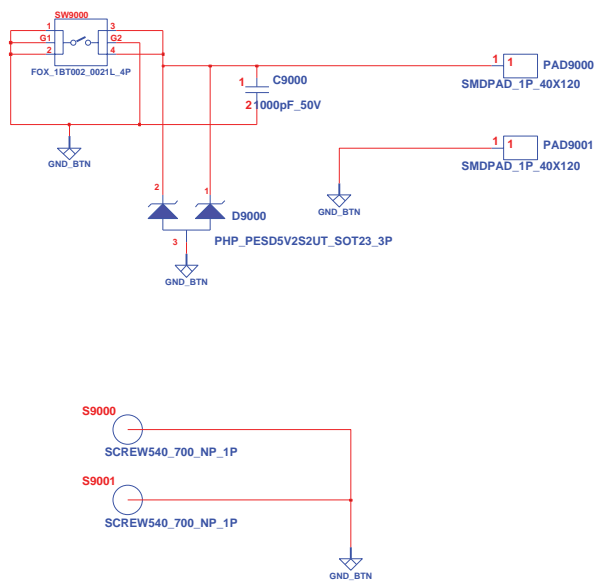 SW9000
1 3
G1 G2
2 4
FOX_1BT002_0021L_4P
GND_BTN
1 C9000
2 1000pF_50V
1 1 PAD9000
SMDPAD_1P_40X120
1 1 PAD9001
SMDPAD_1P_40X120
GND_BTN
2 1
D9000
3 PHP_PESD5V2S2UT_SOT23_3P
GND_BTN
S9000
SCREW540_700_NP_1P
S9001
SCREW540_700_NP_1P
GND_BTN